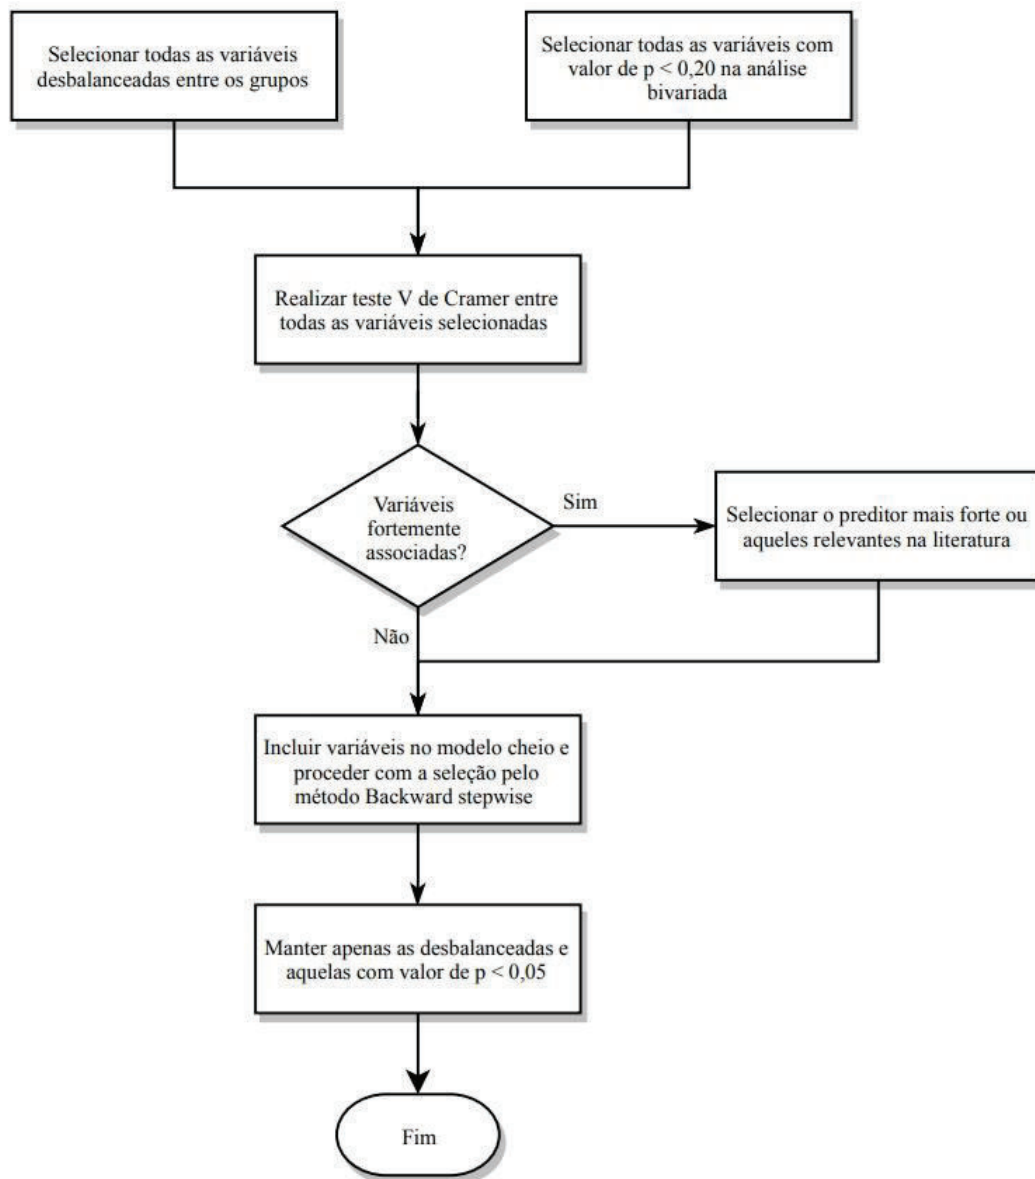 Selecionar todas as variáveis
desbalanceadas entre os grupos
Selecionar todas as variáveis com
valor de p < 0,20 na análise
bivariada
Realizar teste V de Cramer entre
todas as variáveis selecionadas
Variáveis
fortemente
associadas?
Sim
Selecionar o preditor mais forte ou
aqueles relevantes na literatura
Não
Incluir variáveis no modelo cheio e
proceder com a seleção pelo
método Backward stepwise
Manter apenas as desbalanceadas e
aquelas com valor de p < 0,05
Fim